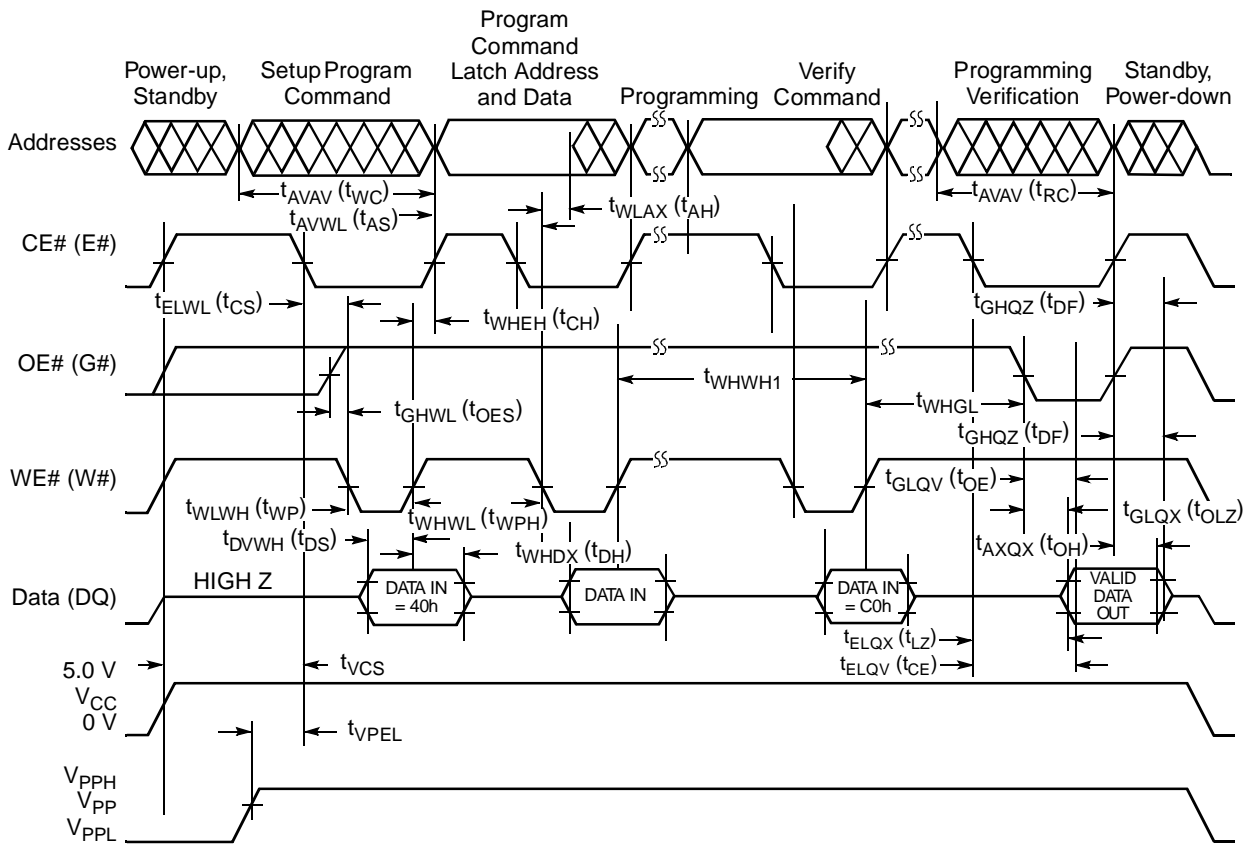 Power-up,
Standby
Setup Program
Command
Program
Command
Latch Address
and Data
Programming
Verify
Command
Programming
Verification
Standby,
Power-down
Addresses
tAVAV (tWC)
tAVWL (tAS)
tWLAX (tAH)
tAVAV (tRC)
CE# (E#)
tELWL (tCS)
tWHEH (tCH)
tGHQZ (tDF)
OE# (G#)
tWHWH1
tWHGL
tGHWL (tOES)
tGHQZ (tDF)
WE# (W#)
tGLQV (tOE)
tWLWH (tWP)
tWHWL (tWPH)
tGLQX (tOLZ)
tDVWH (tDS)
tWHDX (tDH)
tAXQX (tOH)
Data (DQ)
HIGH Z
DATA IN
= 40h
DATA IN
DATA IN
= C0h
VALID
DATA
OUT
tELQX (tLZ)
tELQV (tCE)
5.0 V
VCC
0 V
tVCS
tVPEL
VPPH
VPP
VPPL